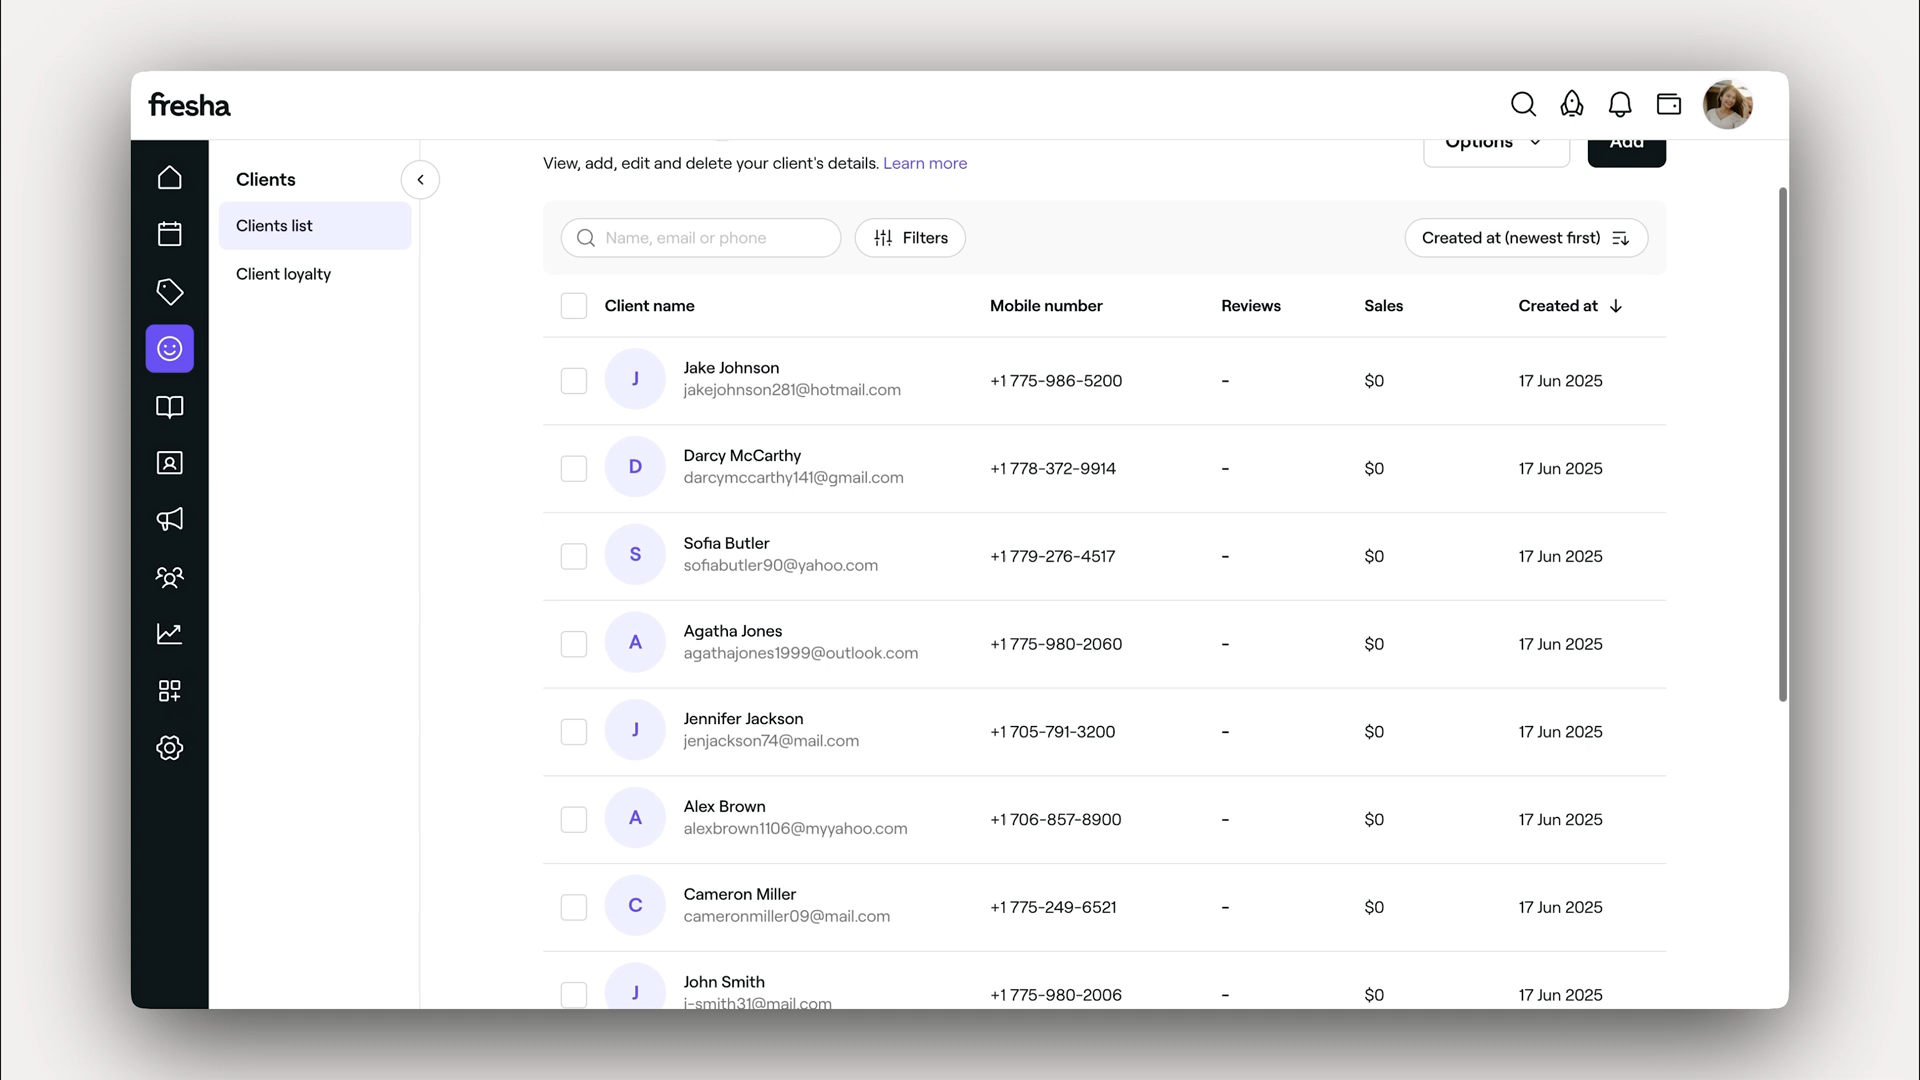 fresha
Options
Add
View, add, edit and delete your client's details. Learn more
Clients
Clients list
Client loyalty
Name, email or phone
Filters
Created at (newest first)
Client name Mobile number Reviews Sales Created at
J Jake Johnson
jakejohnson281@hotmail.com
+1 775-986-5200 - $0 17 Jun 2025
D Darcy McCarthy
darcymccarthy141@gmail.com
+1 778-372-9914 - $0 17 Jun 2025
S Sofia Butler
sofiabutler90@yahoo.com
+1 779-276-4517 - $0 17 Jun 2025
A Agatha Jones
agathajones1999@outlook.com
+1 775-980-2060 - $0 17 Jun 2025
J Jennifer Jackson
jenjackson74@mail.com
+1 705-791-3200 - $0 17 Jun 2025
A Alex Brown
alexbrown1106@myyahoo.com
+1 706-857-8900 - $0 17 Jun 2025
C Cameron Miller
cameronmiller09@mail.com
+1 775-249-6521 - $0 17 Jun 2025
J John Smith
j-smith31@mail.com
+1 775-980-2006 - $0 17 Jun 2025